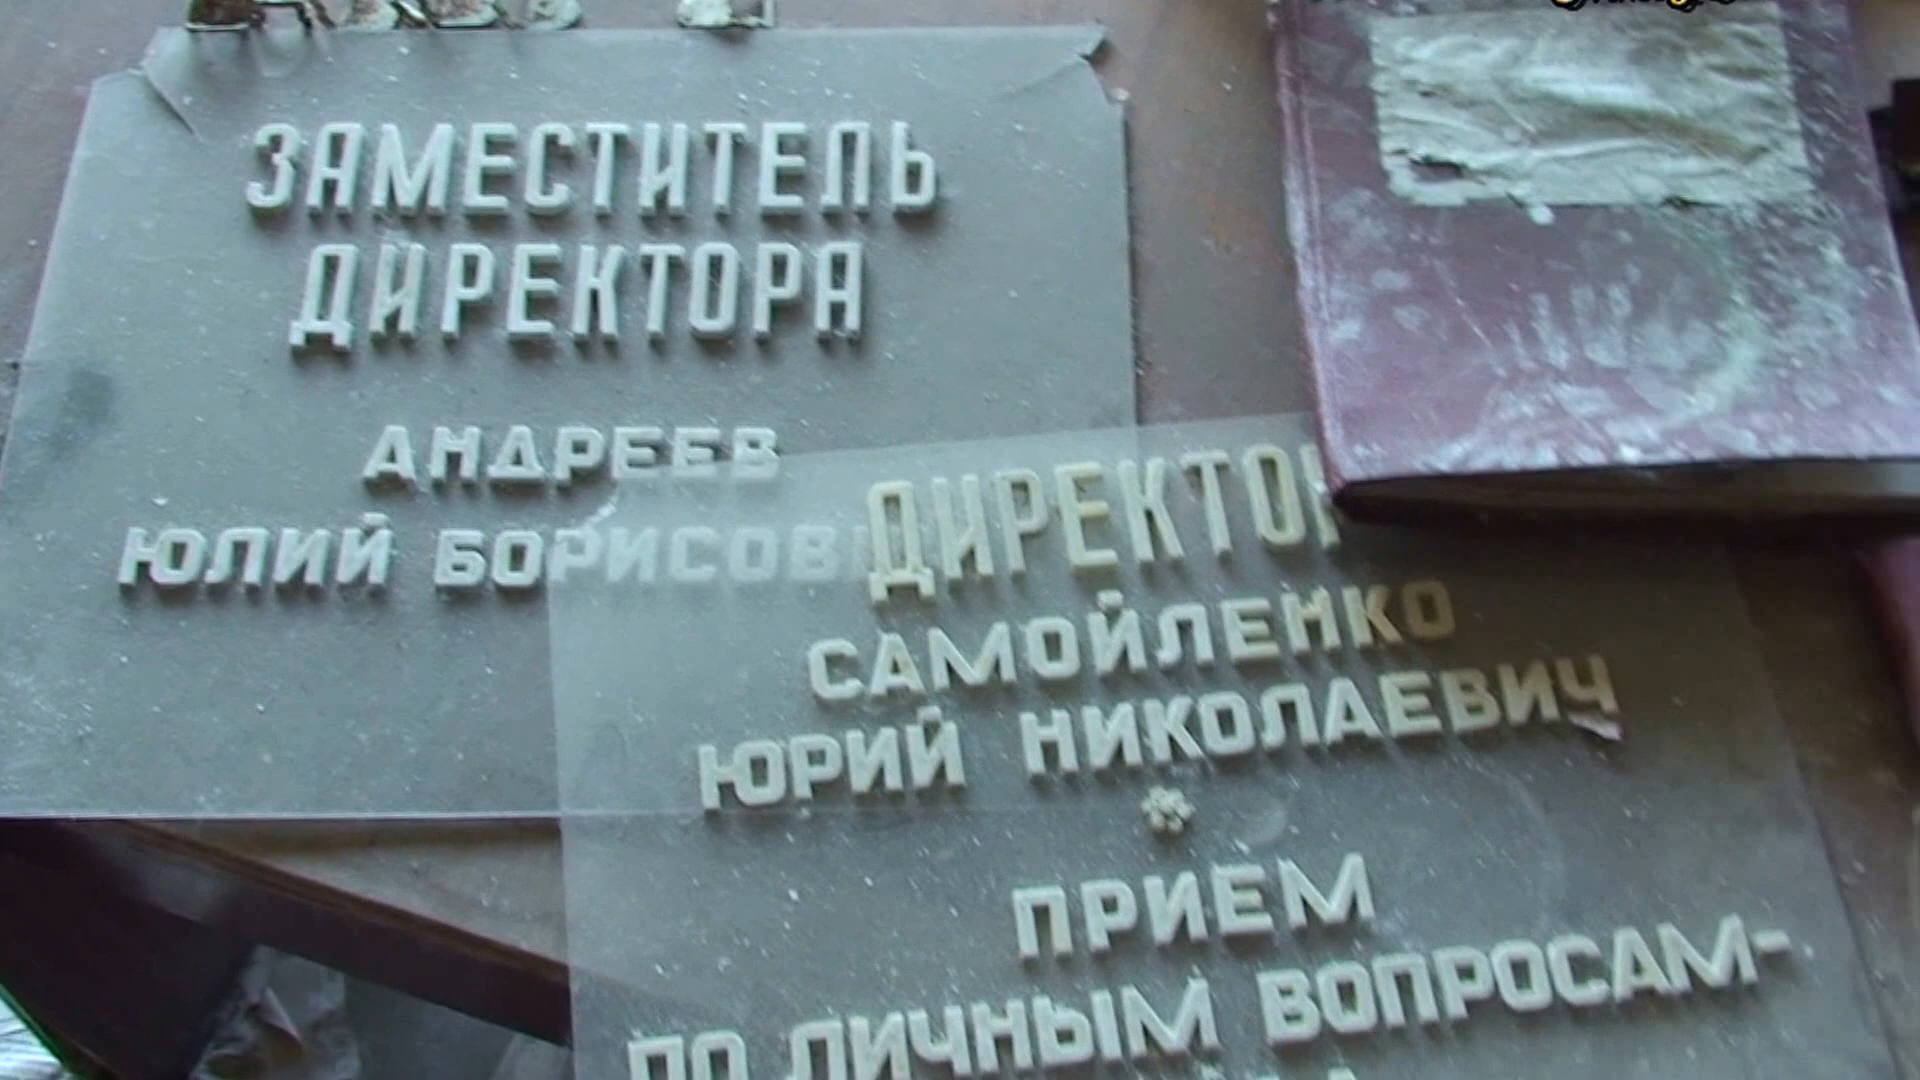 ЗАМЕСТИТЕЛЬ
ДИРЕКТОРА
АНДРЕЕВ
ЮЛИЙ БОРИСОВ
ДИРЕКТОР
САМОЙЛЕНКО
ЮРИЙ НИКОЛАЕВИЧ
ПРИЕМ
ПО ЛИЧНЫМ ВОПРОСАМ-